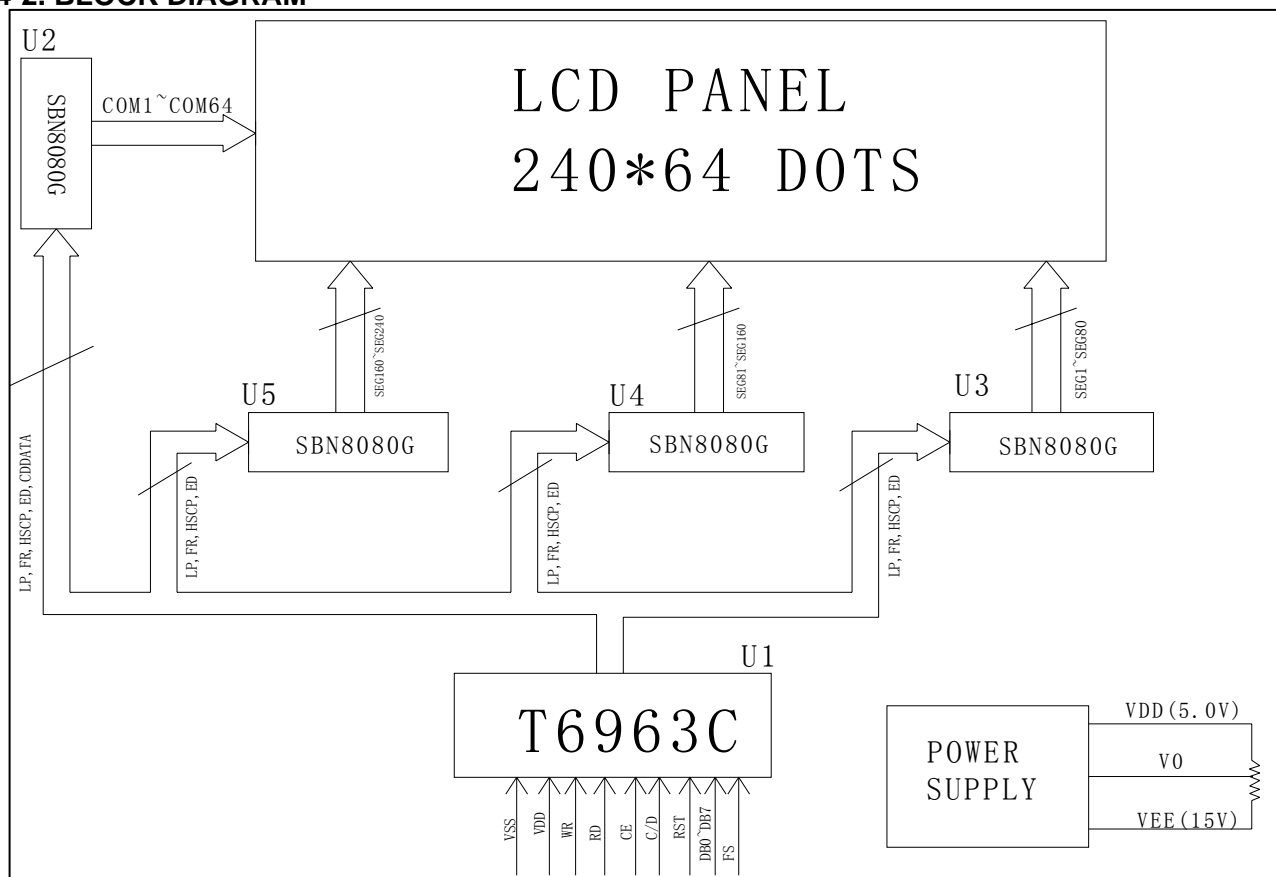 4-2. BLOCK DIAGRAM
U2
SBN8080G
COM1~COM64
LCD PANEL
240*64 DOTS
SEG160~SEG240
SEG81~SEG160
SEG1~SEG80
U5
SBN8080G
U4
SBN8080G
U3
SBN8080G
LP, FR, HSCP, ED, CDDATA
LP, FR, HSCP, ED
LP, FR, HSCP, ED
LP, FR, HSCP, ED
U1
T6963C
VSS
VDD
WR
RD
CE
C/D
RST
DB0~DB7
FS
POWER
SUPPLY
VDD(5.0V)
V0
VEE(15V)